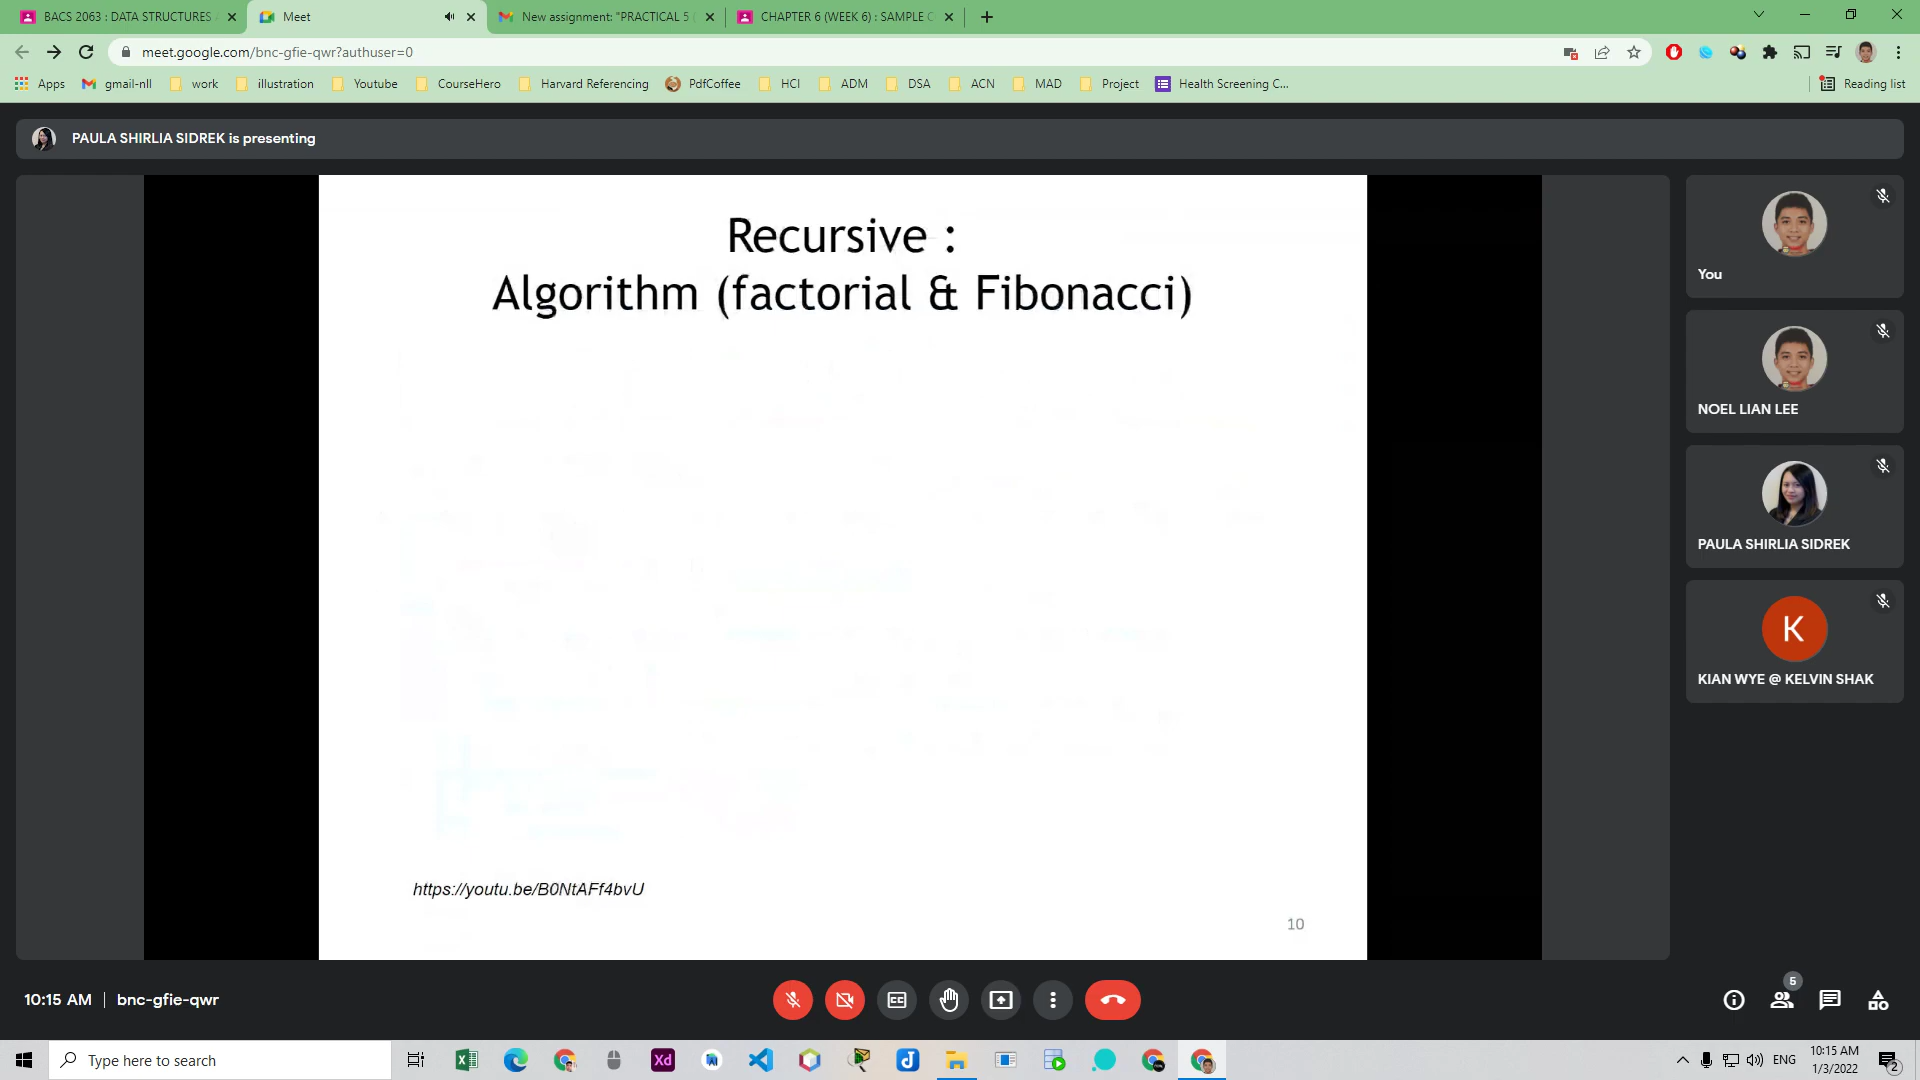 BACS 2063 : DATA STRUCTURES
Meet
New assignment: "PRACTICAL 5 (
CHAPTER 6 (WEEK 6) : SAMPLE C
meet.google.com/bnc-gfie-qwr?authuser=0
Apps gmail-nll work illustration Youtube CourseHero Harvard Referencing PdfCoffee HCI ADM DSA ACN MAD Project Health Screening C... Reading list
PAULA SHIRLIA SIDREK is presenting
Recursive :
Algorithm (factorial & Fibonacci)
https://youtu.be/B0NtAFf4bvU
10
You
NOEL LIAN LEE
PAULA SHIRLIA SIDREK
K
KIAN WYE @ KELVIN SHAK
10:15 AM | bnc-gfie-qwr
5
Type here to search
Xd
ENG
10:15 AM
1/3/2022
2